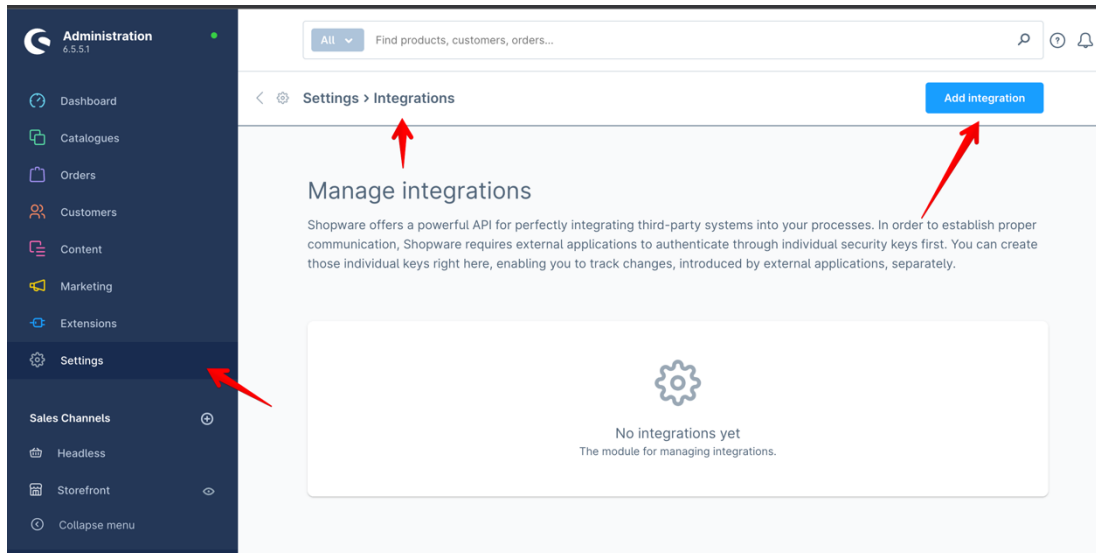 Administration
6.5.5.1
Dashboard
Catalogues
Orders
Customers
Content
Marketing
Extensions
Settings
Sales Channels
Headless
Storefront
Collapse menu
All
Find products, customers, orders...
Settings > Integrations
Add integration
Manage integrations
Shopware offers a powerful API for perfectly integrating third-party systems into your processes. In order to establish proper
communication, Shopware requires external applications to authenticate through individual security keys first. You can create
those individual keys right here, enabling you to track changes, introduced by external applications, separately.
No integrations yet
The module for managing integrations.